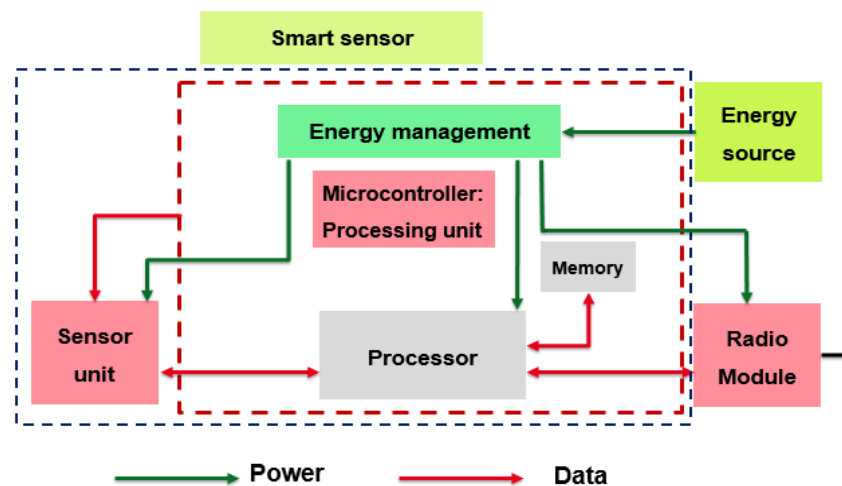 Smart sensor
Energy management
Energy
source
Microcontroller:
Processing unit
Memory
Sensor
unit
Processor
Radio
Module
Power
Data